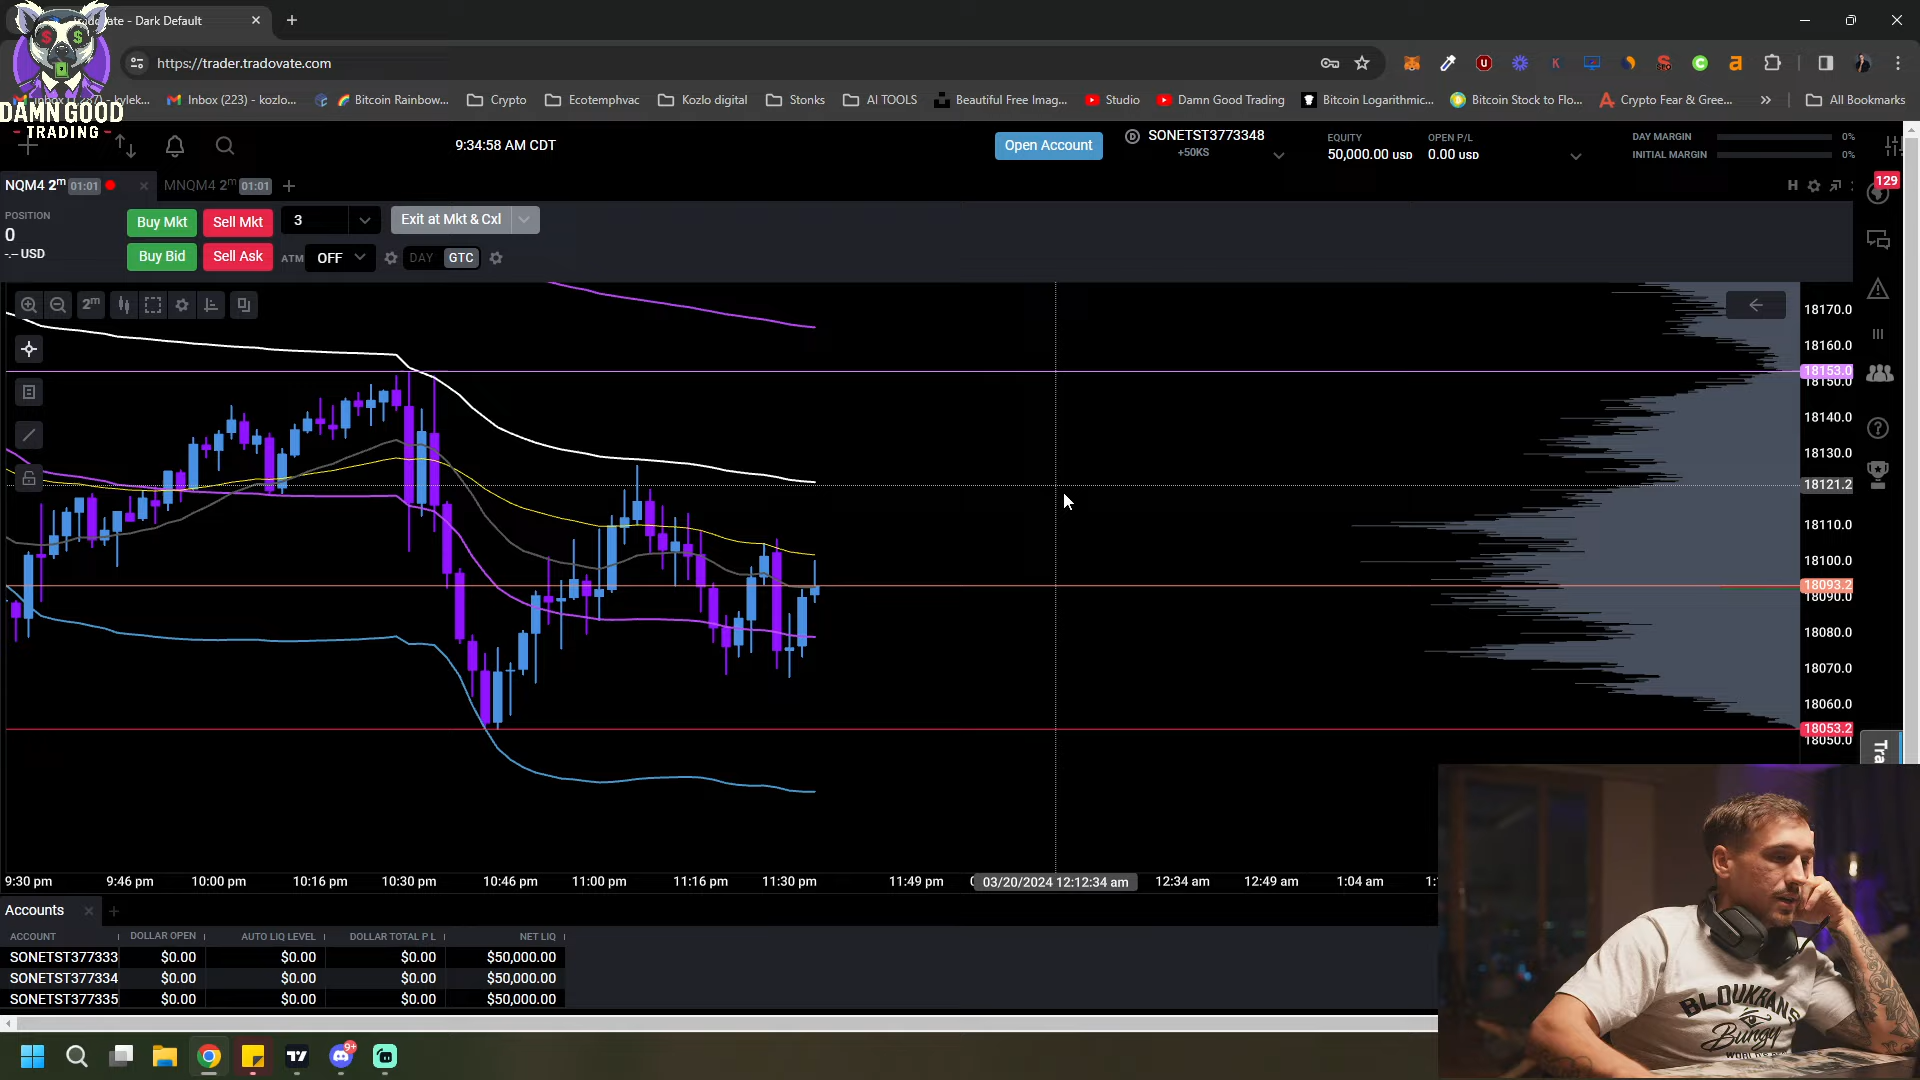 Tradovate - Dark Default
https://trader.tradovate.com
DAMN GOOD
- TRADING -
Inbox (223) - kozlo...
Bitcoin Rainbow...
Crypto
Ecotemphvac
Kozlo digital
Stonks
AI TOOLS
Beautiful Free Imag...
Studio
Damn Good Trading
Bitcoin Logarithmic...
Bitcoin Stock to Flo...
Crypto Fear & Gree...
All Bookmarks
9:34:58 AM CDT
Open Account
SONETST3773348
+50KS
EQUITY
50,000.00 USD
OPEN P/L
0.00 USD
DAY MARGIN
0%
INITIAL MARGIN
0%
NQM4 2m 01:01
MNQM4 2m 01:01
H
129
POSITION
0
-.-- USD
Buy Mkt
Sell Mkt
3
Exit at Mkt & Cxl
Buy Bid
Sell Ask
ATM
OFF
DAY
GTC
2m
18170.0
18160.0
18153.0
18150.0
18140.0
18130.0
18121.2
18110.0
18100.0
18093.2
18090.0
18080.0
18070.0
18060.0
18053.2
18050.0
Tra
9:30 pm
9:46 pm
10:00 pm
10:16 pm
10:30 pm
10:46 pm
11:00 pm
11:16 pm
11:30 pm
11:49 pm
03/20/2024 12:12:34 am
12:34 am
12:49 am
1:04 am
Accounts
ACCOUNT
DOLLAR OPEN
AUTO LIQ LEVEL
DOLLAR TOTAL P L
NET LIQ
SONETST377333 $0.00 $0.00 $0.00 $50,000.00
SONETST377334 $0.00 $0.00 $0.00 $50,000.00
SONETST377335 $0.00 $0.00 $0.00 $50,000.00
BLOUKRANS
Bungy
9+